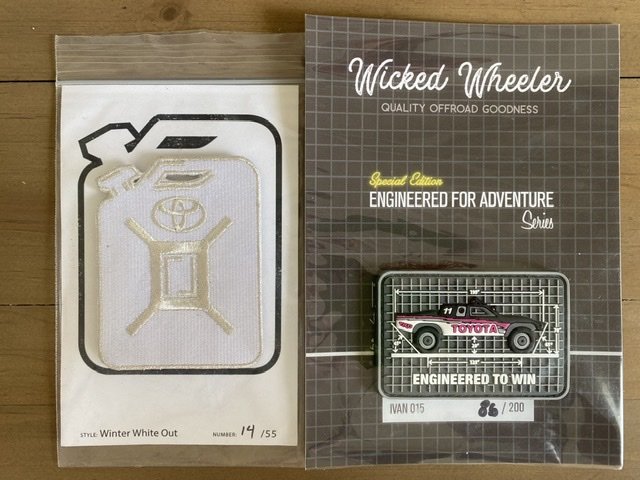 STYLE: Winter White Out NUMBER: 14 /55
Wicked Wheeler
QUALITY OFFROAD GOODNESS
Special Edition
ENGINEERED FOR ADVENTURE
Series
11
TOYOTA
ENGINEERED TO WIN
IVAN 015 86 / 200